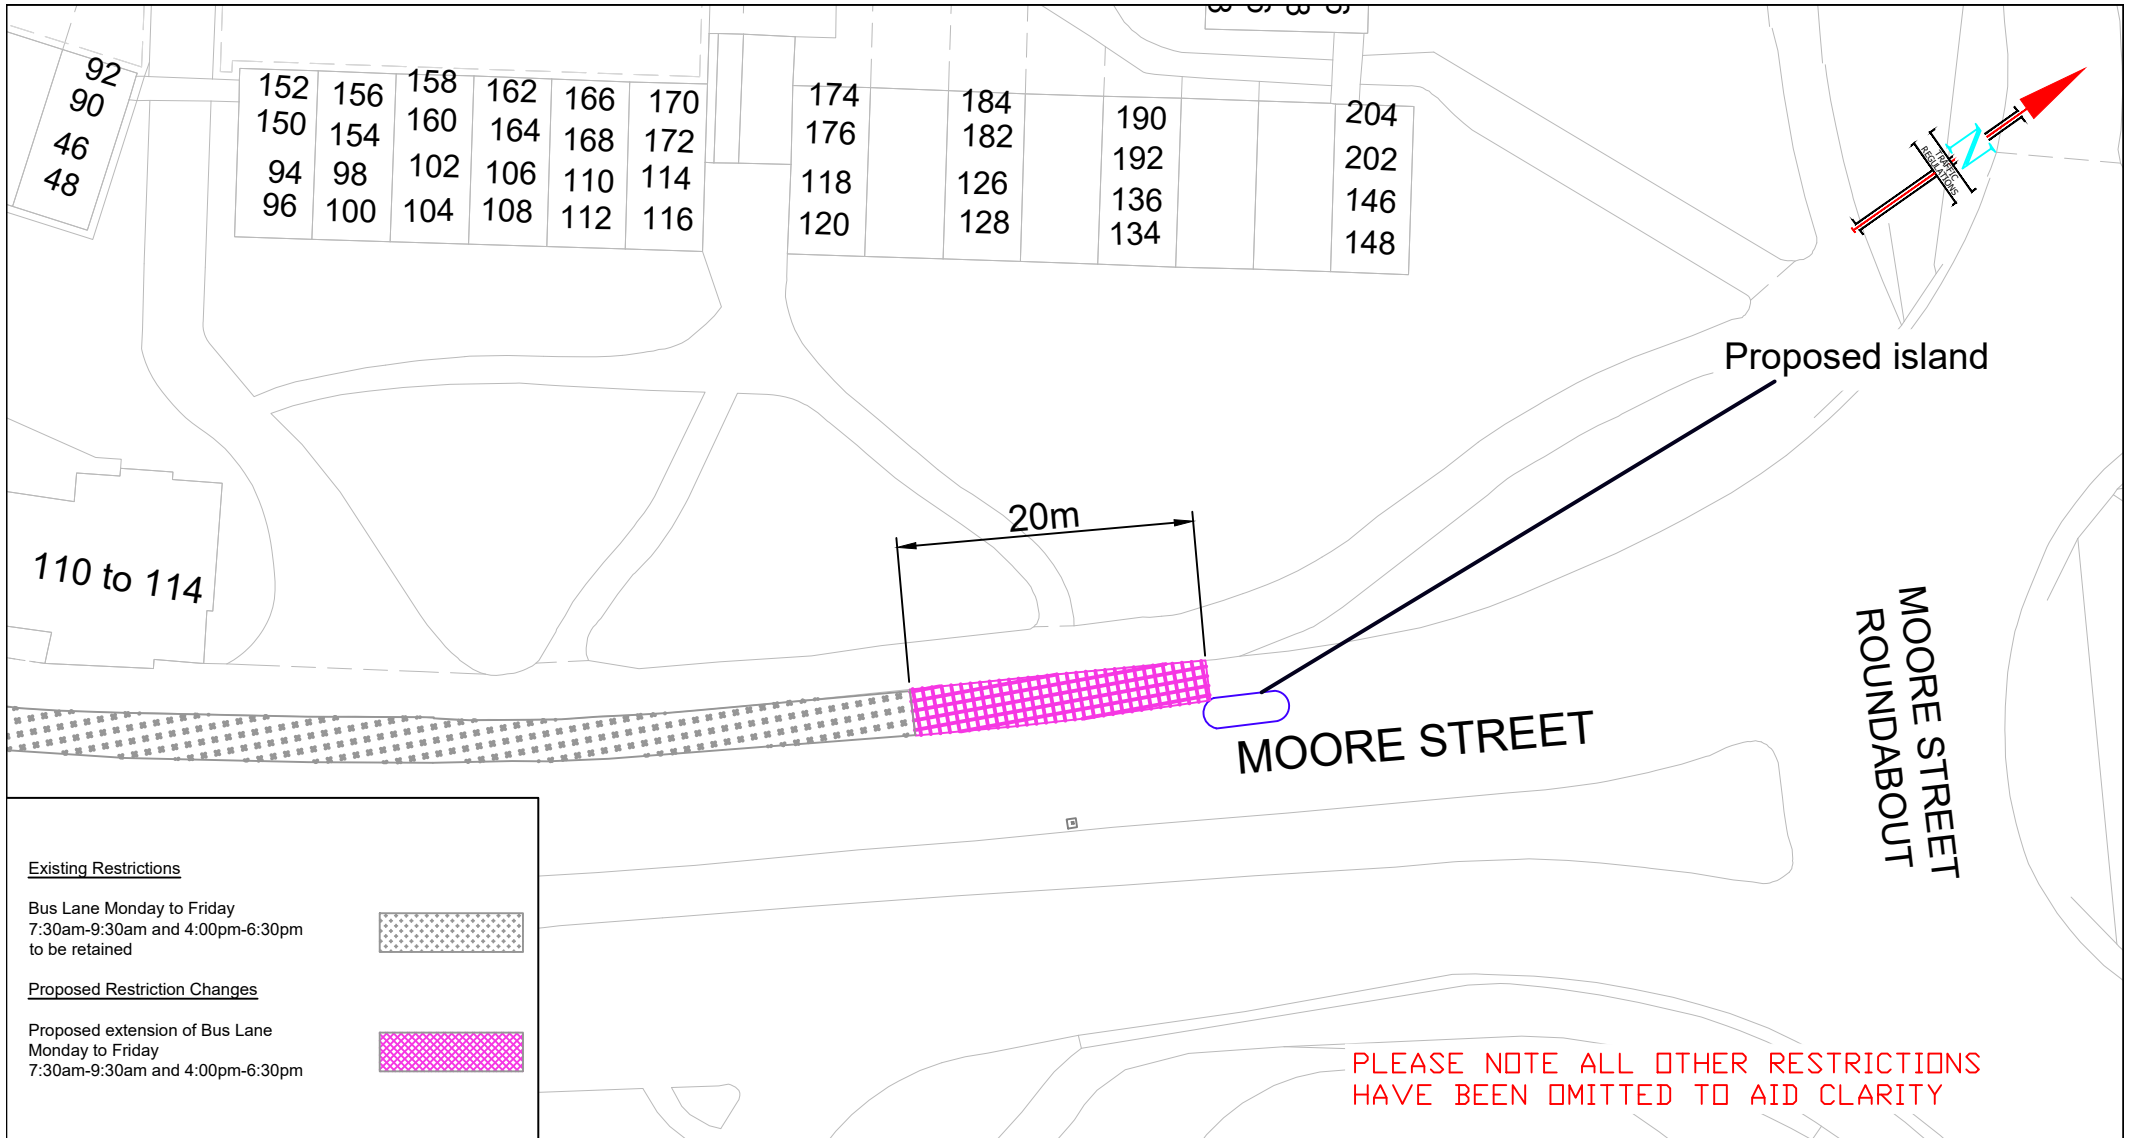 92
90
46
48
152
150
94
96
156
154
98
100
158
160
102
104
162
164
106
108
166
168
110
112
170
172
114
116
174
176
118
120
184
182
126
128
190
192
136
134
204
202
146
148
N
TRAFFIC
REGULATIONS
Proposed island
20m
110 to 114
MOORE STREET
MOORE STREET
ROUNDABOUT
Existing Restrictions
Bus Lane Monday to Friday
7:30am-9:30am and 4:00pm-6:30pm
to be retained
Proposed Restriction Changes
Proposed extension of Bus Lane
Monday to Friday
7:30am-9:30am and 4:00pm-6:30pm
PLEASE NOTE ALL OTHER RESTRICTIONS
HAVE BEEN OMITTED TO AID CLARITY